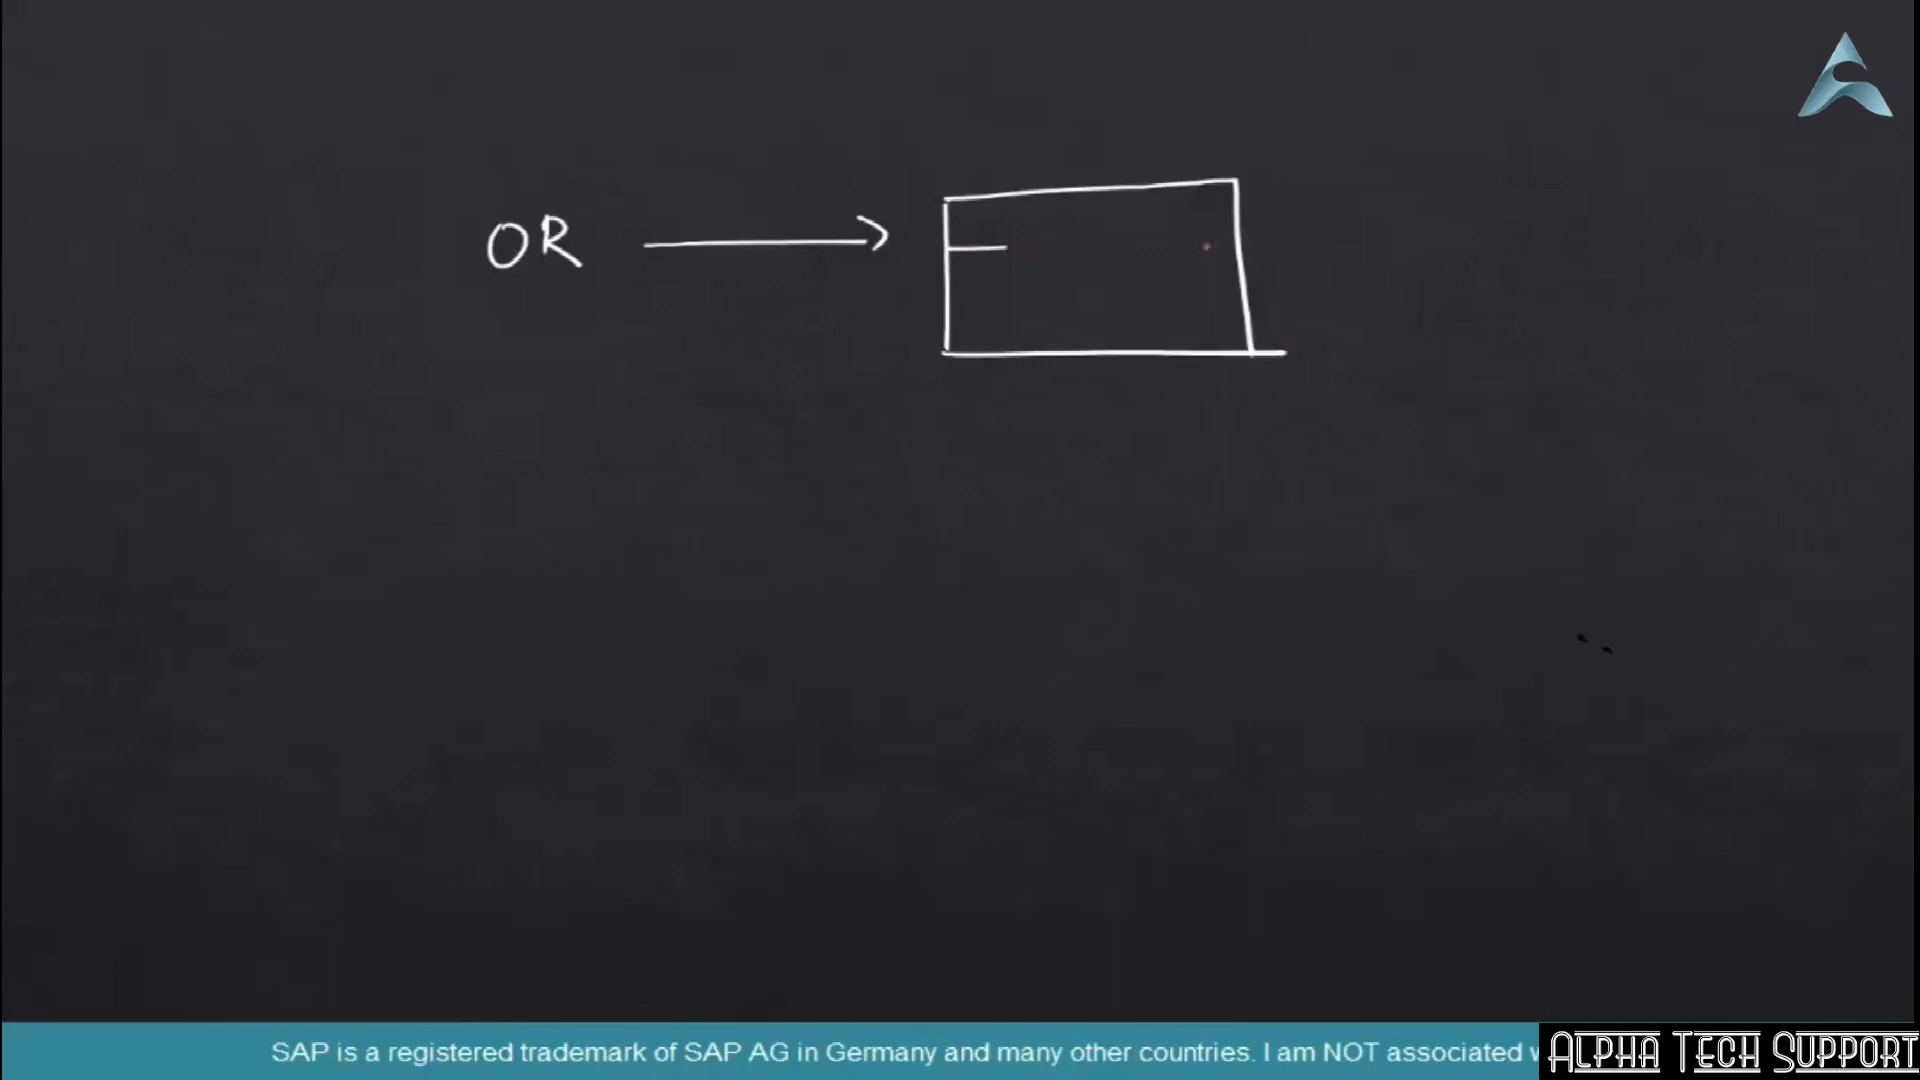 OR
SAP is a registered trademark of SAP AG in Germany and many other countries. I am NOT associated
ALPHA TECH SUPPORT